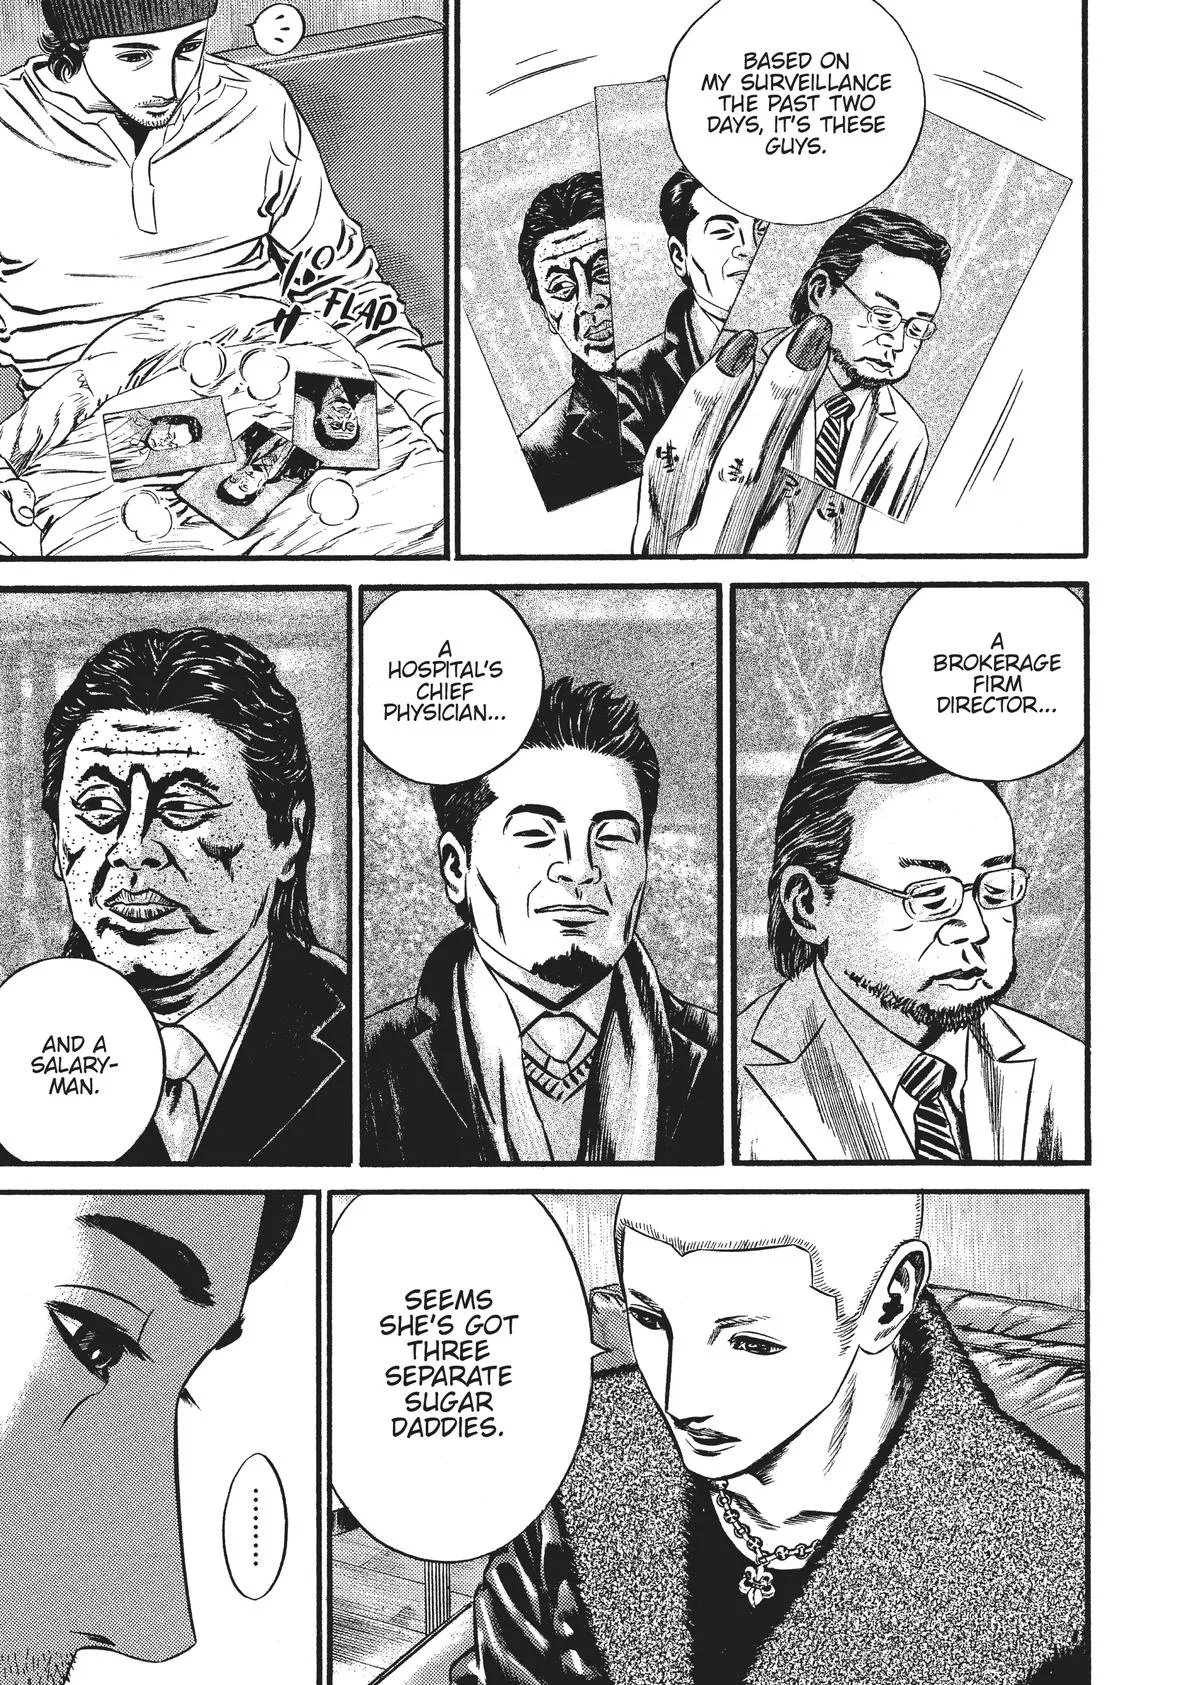 BASED ON
MY SURVEILLANCE
THE PAST TWO
DAYS, IT'S THESE
GUYS.
FLAP
A
BROKERAGE
FIRM
DIRECTOR...
A
HOSPITAL'S
CHIEF
PHYSICIAN...
AND A
SALARY-
MAN.
SEEMS
SHE'S GOT
THREE
SEPARATE
SUGAR
DADDIES.
.........